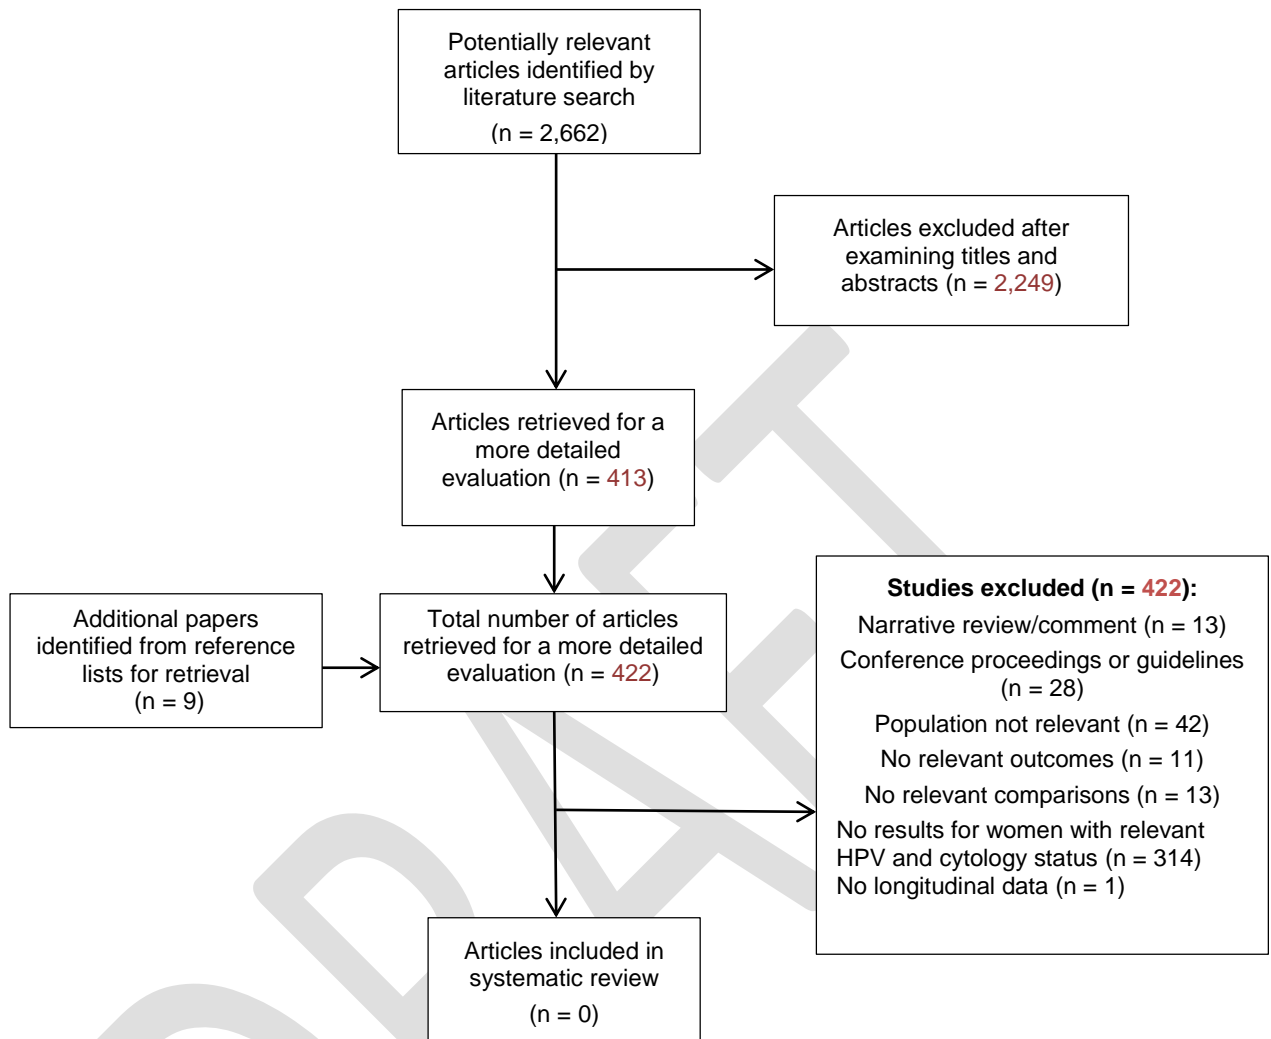 Potentially relevant
articles identified by
literature search
(n = 2,662)
Articles excluded after
examining titles and
abstracts (n = 2,249)
Articles retrieved for a
more detailed
evaluation (n = 413)
Additional papers
identified from reference
lists for retrieval
(n = 9)
Total number of articles
retrieved for a more detailed
evaluation (n = 422)
Studies excluded (n = 422):
Narrative review/comment (n = 13)
Conference proceedings or guidelines
(n = 28)
Population not relevant (n = 42)
No relevant outcomes (n = 11)
No relevant comparisons (n = 13)
No results for women with relevant
HPV and cytology status (n = 314)
No longitudinal data (n = 1)
Articles included in
systematic review
(n = 0)
DRAFT